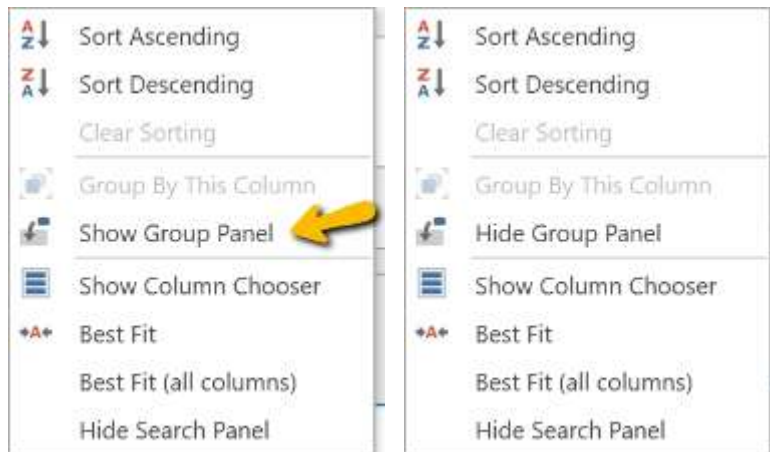 Sort Ascending
Sort Descending
Clear Sorting
Group By This Column
Show Group Panel
Show Column Chooser
Best Fit
Best Fit (all columns)
Hide Search Panel
Sort Ascending
Sort Descending
Clear Sorting
Group By This Column
Hide Group Panel
Show Column Chooser
Best Fit
Best Fit (all columns)
Hide Search Panel